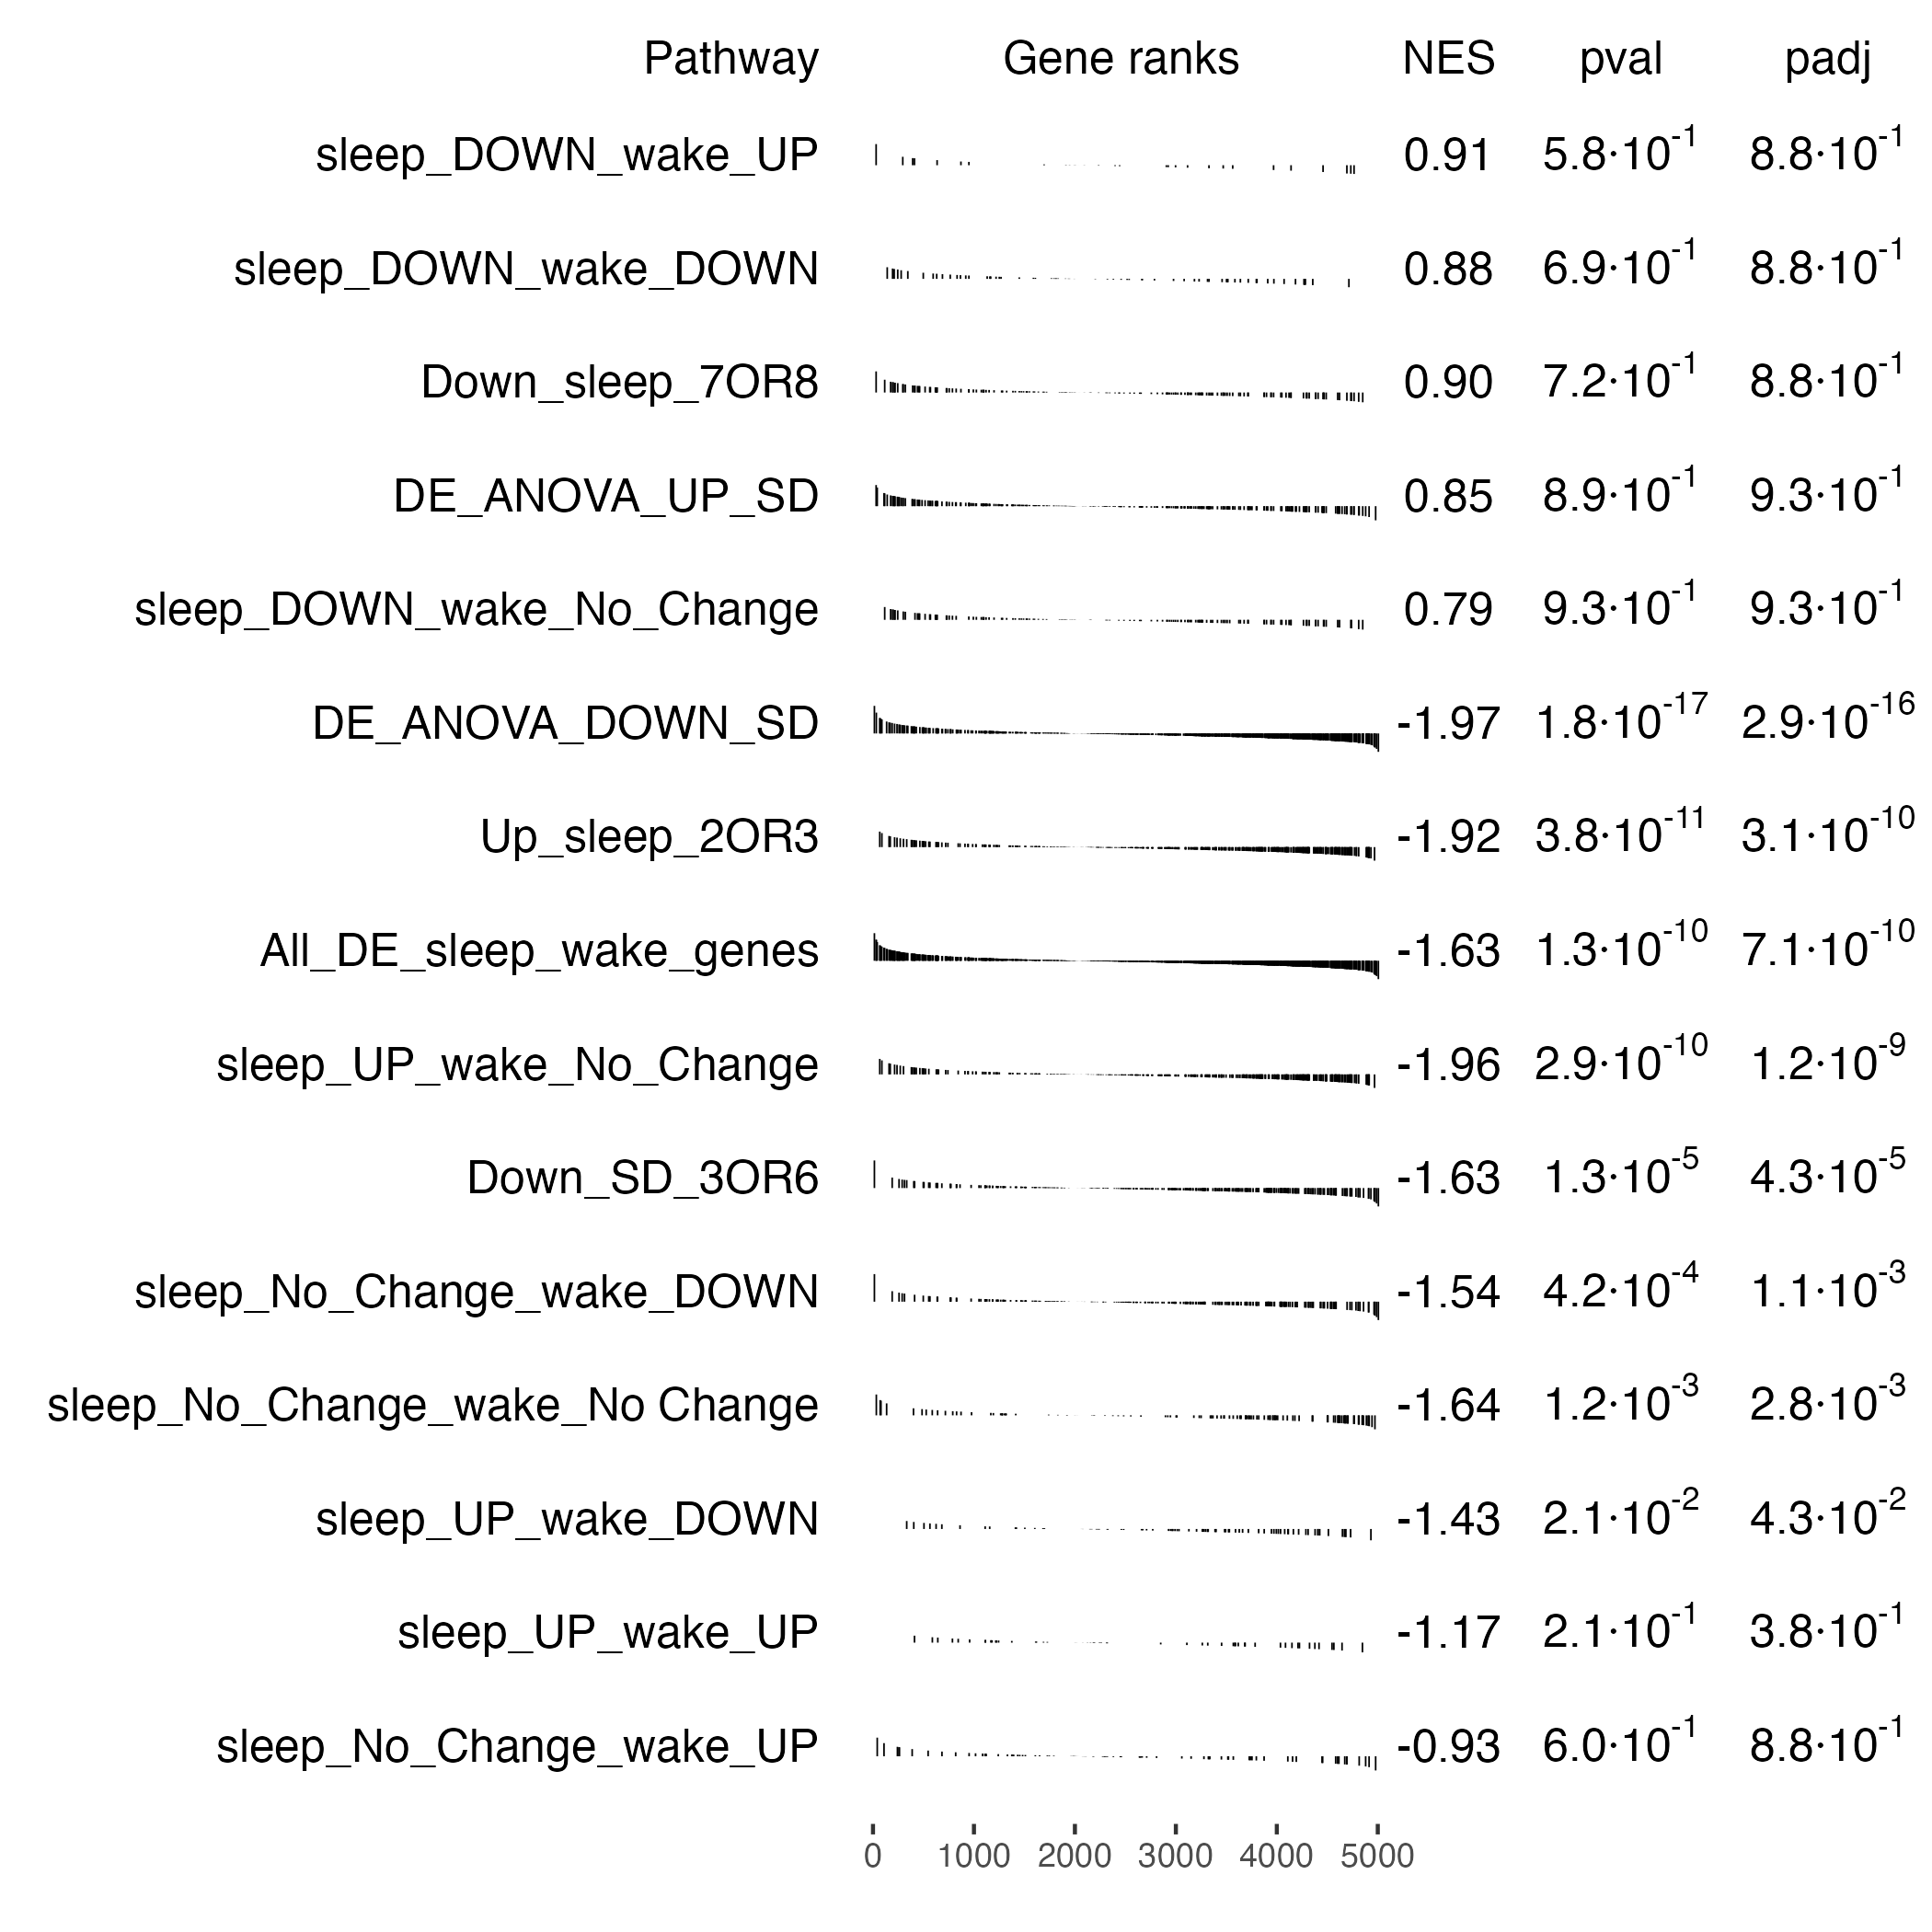 Pathway Gene ranks NES pval padj
sleep_DOWN_wake_UP 0.91 5.8·10⁻¹ 8.8·10⁻¹
sleep_DOWN_wake_DOWN 0.88 6.9·10⁻¹ 8.8·10⁻¹
Down_sleep_7OR8 0.90 7.2·10⁻¹ 8.8·10⁻¹
DE_ANOVA_UP_SD 0.85 8.9·10⁻¹ 9.3·10⁻¹
sleep_DOWN_wake_No_Change 0.79 9.3·10⁻¹ 9.3·10⁻¹
DE_ANOVA_DOWN_SD -1.97 1.8·10⁻¹⁷ 2.9·10⁻¹⁶
Up_sleep_2OR3 -1.92 3.8·10⁻¹¹ 3.1·10⁻¹⁰
All_DE_sleep_wake_genes -1.63 1.3·10⁻¹⁰ 7.1·10⁻¹⁰
sleep_UP_wake_No_Change -1.96 2.9·10⁻¹⁰ 1.2·10⁻⁹
Down_SD_3OR6 -1.63 1.3·10⁻⁵ 4.3·10⁻⁵
sleep_No_Change_wake_DOWN -1.54 4.2·10⁻⁴ 1.1·10⁻³
sleep_No_Change_wake_No Change -1.64 1.2·10⁻³ 2.8·10⁻³
sleep_UP_wake_DOWN -1.43 2.1·10⁻² 4.3·10⁻²
sleep_UP_wake_UP -1.17 2.1·10⁻¹ 3.8·10⁻¹
sleep_No_Change_wake_UP -0.93 6.0·10⁻¹ 8.8·10⁻¹
0 1000 2000 3000 4000 5000